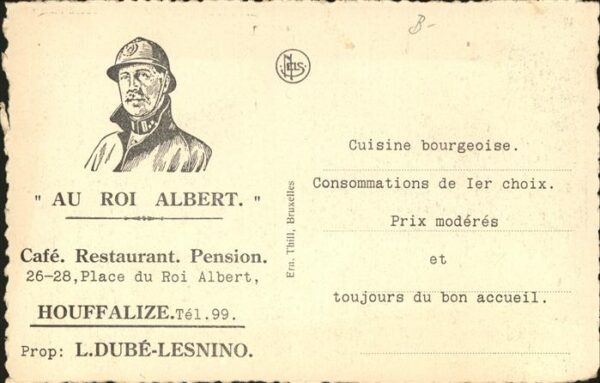 B-
NELS
" AU ROI ALBERT. "
Café. Restaurant. Pension.
26-28,Place du Roi Albert,
HOUFFALIZE.Tél.99.
Prop: L.DUBÉ-LESNINO.
Ern. Thill, Bruxelles
Cuisine bourgeoise.
Consommations de Ier choix.
Prix modérés
et
toujours du bon accueil.